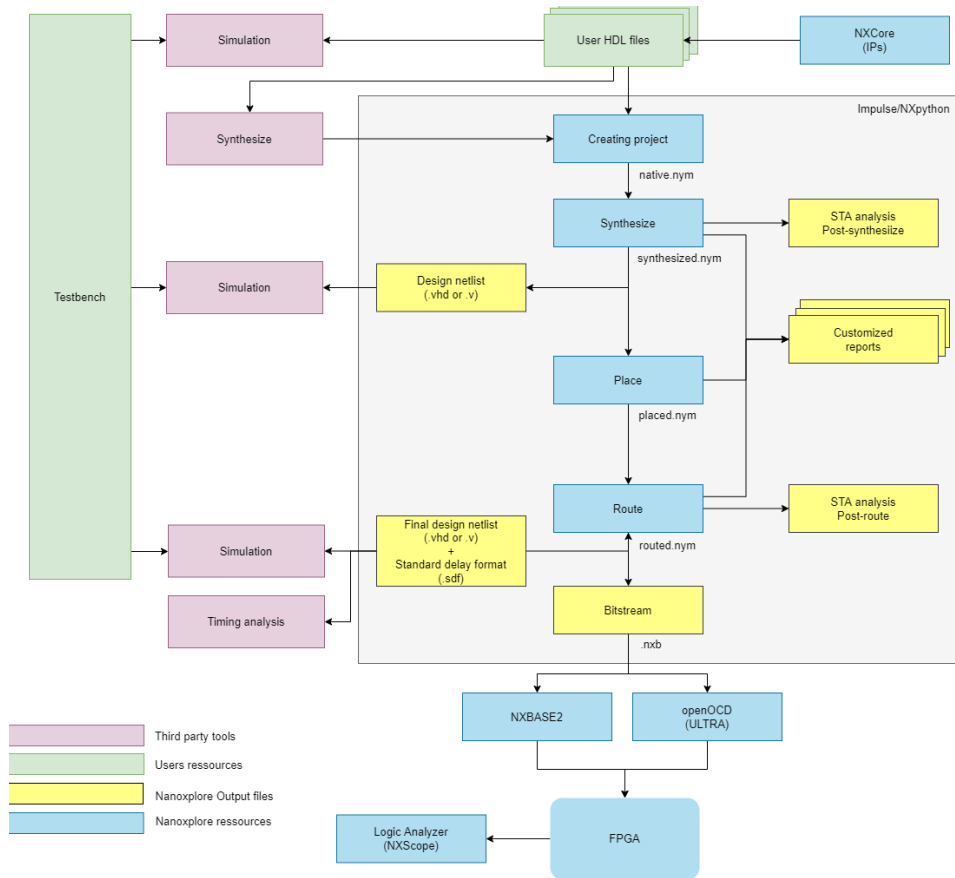 Simulation
User HDL files
NXCore
(IPs)
Impulse/NXpython
Synthesize
Creating project
native.nym
Synthesize
STA analysis
Post-synthesiize
synthesized.nym
Testbench
Simulation
Design netlist
(.vhd or .v)
Customized
reports
Place
placed.nym
Route
STA analysis
Post-route
Simulation
Final design netlist
(.vhd or .v)
+
Standard delay format
(.sdf)
routed.nym
Timing analysis
Bitstream
.nxb
NXBASE2
openOCD
(ULTRA)
Third party tools
Users ressources
Nanoxplore Output files
Nanoxplore ressources
Logic Analyzer
(NXScope)
FPGA